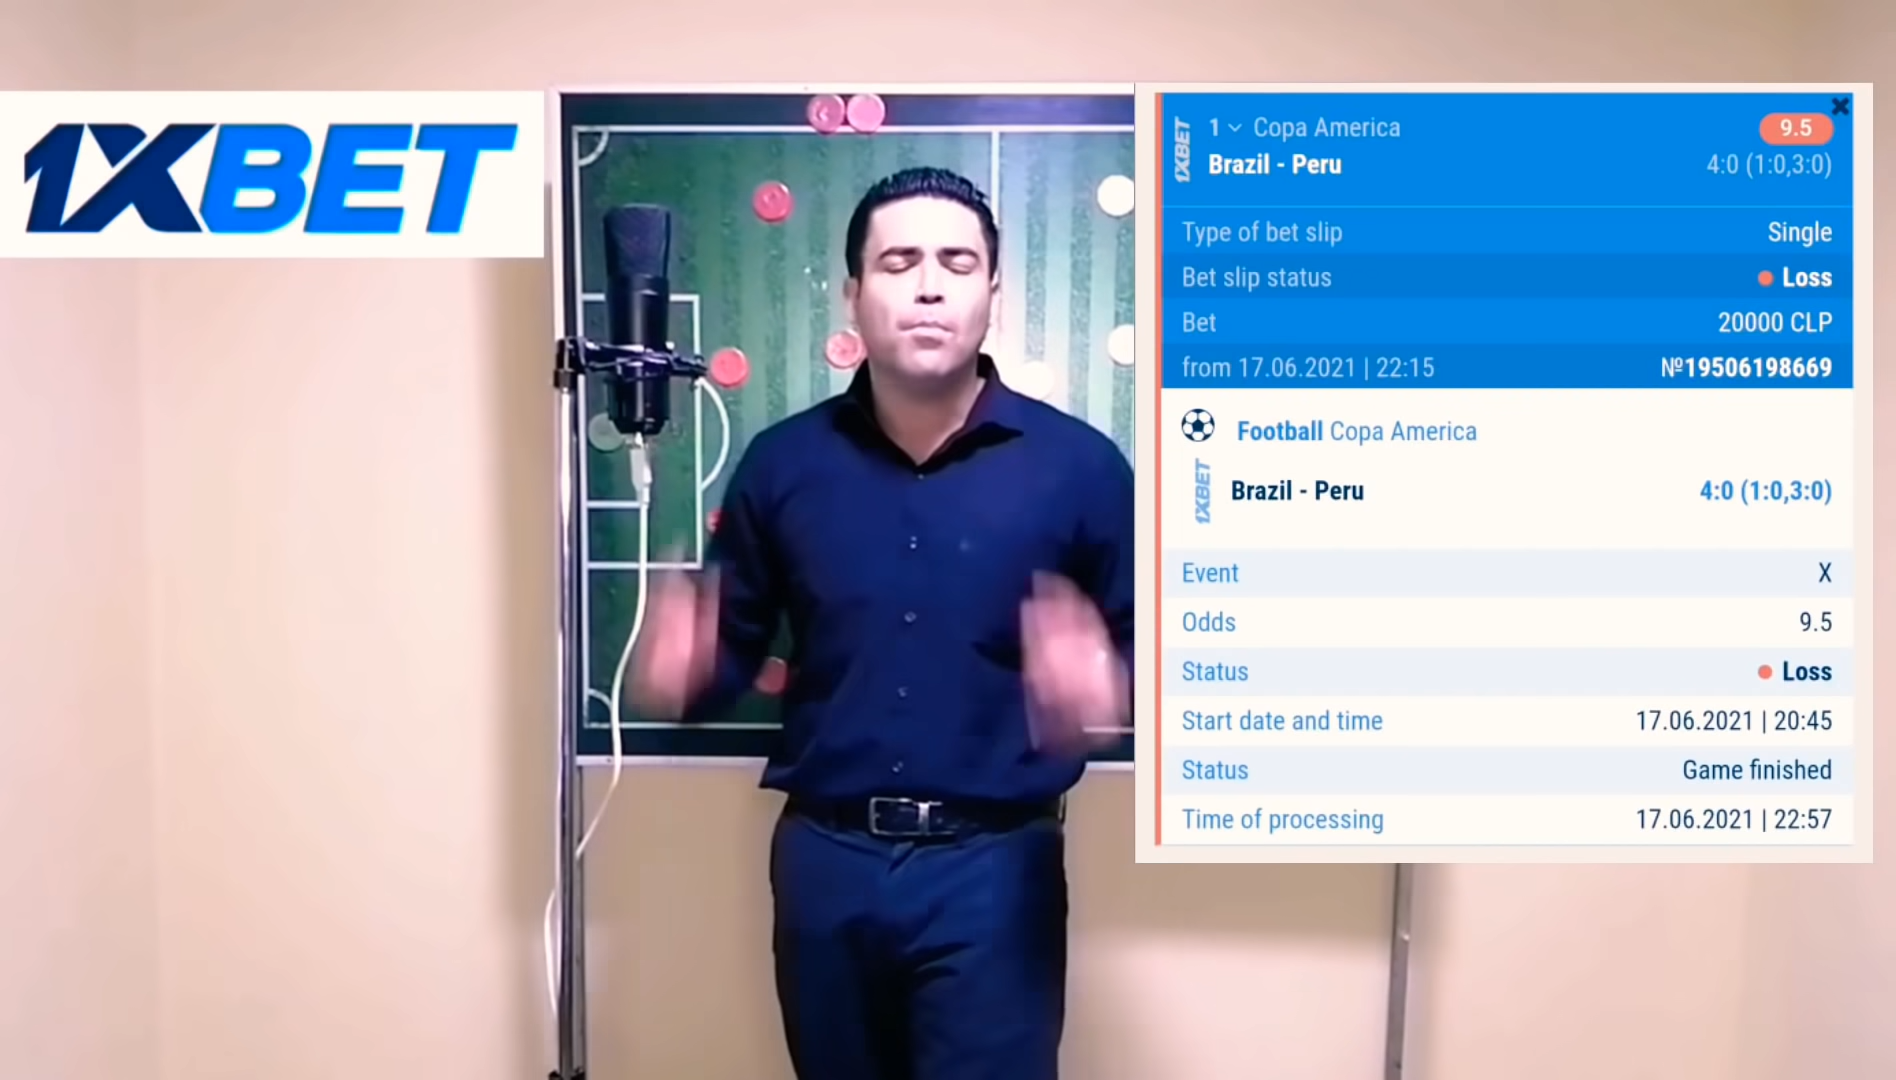 1XBET
1XBET
1 Copa America 9.5
Brazil - Peru 4:0 (1:0,3:0)
Type of bet slip Single
Bet slip status Loss
Bet 20000 CLP
from 17.06.2021 | 22:15 №19506198669
Football Copa America
1XBET
Brazil - Peru 4:0 (1:0,3:0)
Event X
Odds 9.5
Status Loss
Start date and time 17.06.2021 | 20:45
Status Game finished
Time of processing 17.06.2021 | 22:57